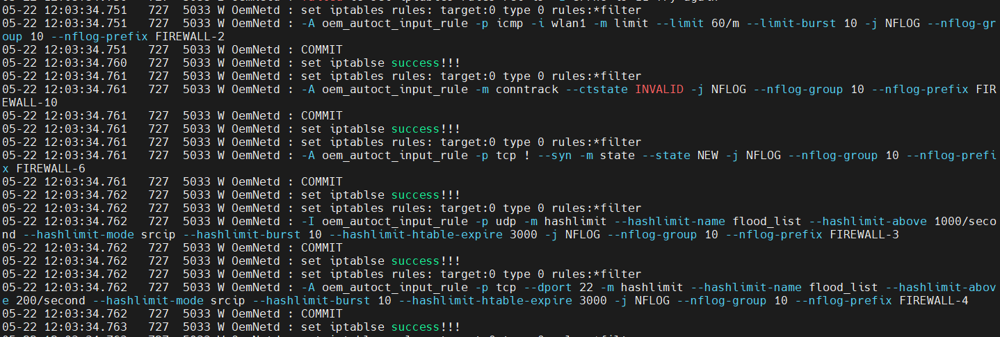 05-22 12:03:34.751   727  5033 W OemNetd : set iptables rules: target:0 type 0 rules:*filter
05-22 12:03:34.751   727  5033 W OemNetd : -A oem_autoct_input_rule -p icmp -i wlan1 -m limit --limit 60/m --limit-burst 10 -j NFLOG --nflog-gr
oup 10 --nflog-prefix FIREWALL-2
05-22 12:03:34.751   727  5033 W OemNetd : COMMIT
05-22 12:03:34.760   727  5033 W OemNetd : set iptablse success!!!
05-22 12:03:34.761   727  5033 W OemNetd : set iptables rules: target:0 type 0 rules:*filter
05-22 12:03:34.761   727  5033 W OemNetd : -A oem_autoct_input_rule -m conntrack --ctstate INVALID -j NFLOG --nflog-group 10 --nflog-prefix FIR
EWALL-10
05-22 12:03:34.761   727  5033 W OemNetd : COMMIT
05-22 12:03:34.761   727  5033 W OemNetd : set iptablse success!!!
05-22 12:03:34.761   727  5033 W OemNetd : set iptables rules: target:0 type 0 rules:*filter
05-22 12:03:34.761   727  5033 W OemNetd : -A oem_autoct_input_rule -p tcp ! --syn -m state --state NEW -j NFLOG --nflog-group 10 --nflog-prefi
x FIREWALL-6
05-22 12:03:34.761   727  5033 W OemNetd : COMMIT
05-22 12:03:34.762   727  5033 W OemNetd : set iptablse success!!!
05-22 12:03:34.762   727  5033 W OemNetd : set iptables rules: target:0 type 0 rules:*filter
05-22 12:03:34.762   727  5033 W OemNetd : -I oem_autoct_input_rule -p udp -m hashlimit --hashlimit-name flood_list --hashlimit-above 1000/seco
nd --hashlimit-mode srcip --hashlimit-burst 10 --hashlimit-htable-expire 3000 -j NFLOG --nflog-group 10 --nflog-prefix FIREWALL-3
05-22 12:03:34.762   727  5033 W OemNetd : COMMIT
05-22 12:03:34.762   727  5033 W OemNetd : set iptablse success!!!
05-22 12:03:34.762   727  5033 W OemNetd : set iptables rules: target:0 type 0 rules:*filter
05-22 12:03:34.762   727  5033 W OemNetd : -A oem_autoct_input_rule -p tcp --dport 22 -m hashlimit --hashlimit-name flood_list --hashlimit-abov
e 200/second --hashlimit-mode srcip --hashlimit-burst 10 --hashlimit-htable-expire 3000 -j NFLOG --nflog-group 10 --nflog-prefix FIREWALL-4
05-22 12:03:34.762   727  5033 W OemNetd : COMMIT
05-22 12:03:34.763   727  5033 W OemNetd : set iptablse success!!!